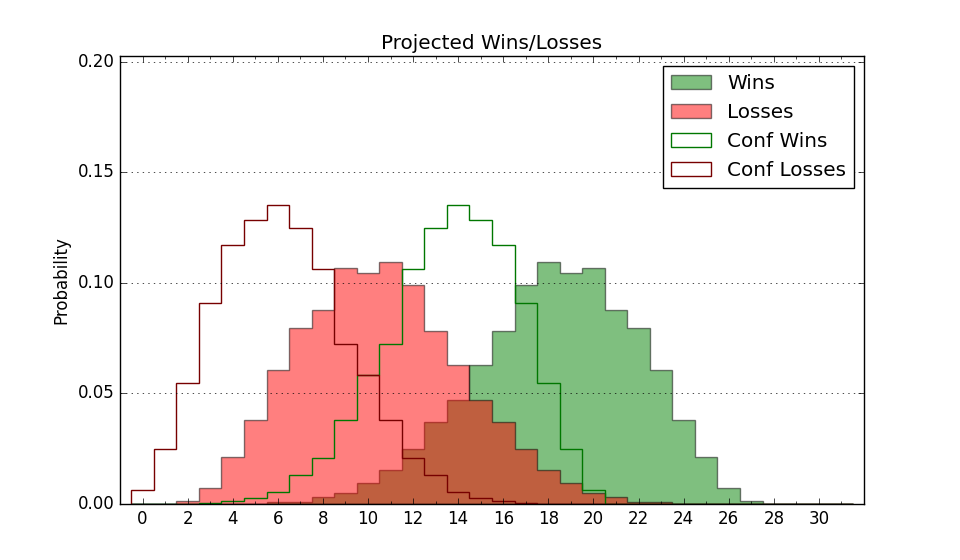 Projected Wins/Losses
0.20
0.15
0.10
0.05
0.00
Probability
Wins
Losses
Conf Wins
Conf Losses
0 2 4 6 8 10 12 14 16 18 20 22 24 26 28 30